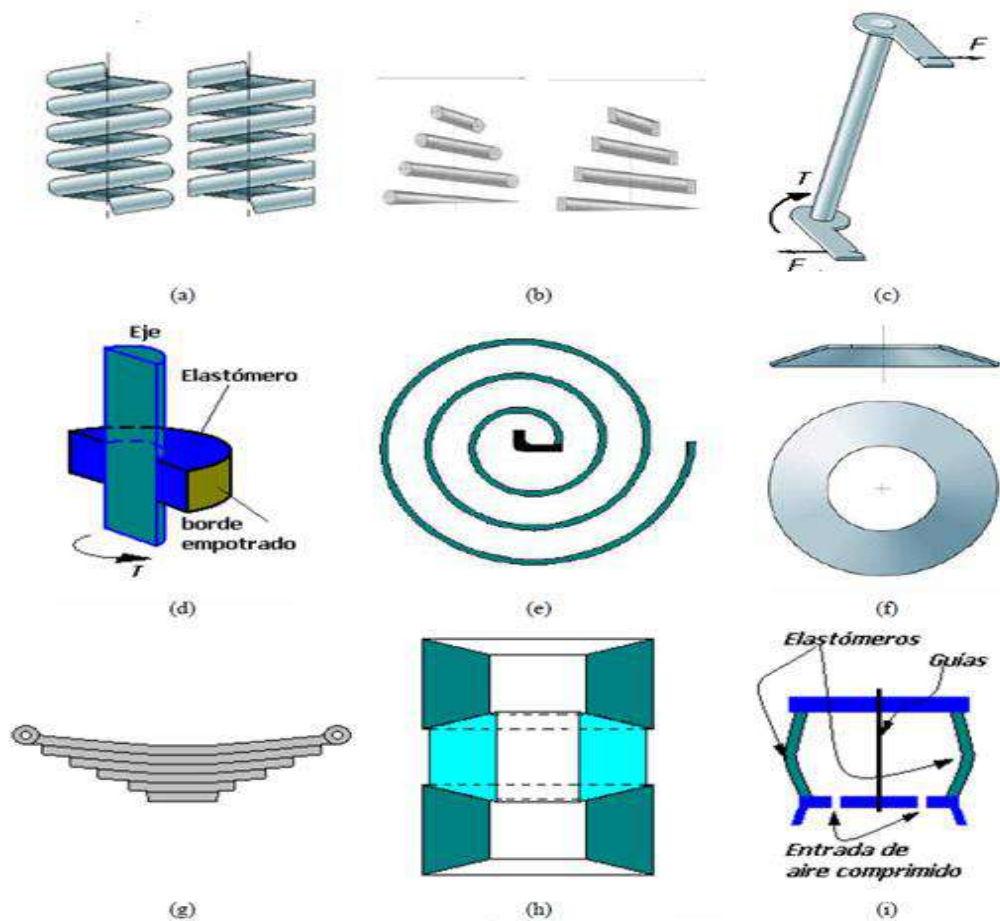 F
T
F
(a)
(b)
(c)
Eje
Elastómero
borde
empotrado
T
(d)
(e)
(f)
Elastómeros
Guías
Entrada de
aire comprimido
(g)
(h)
(i)